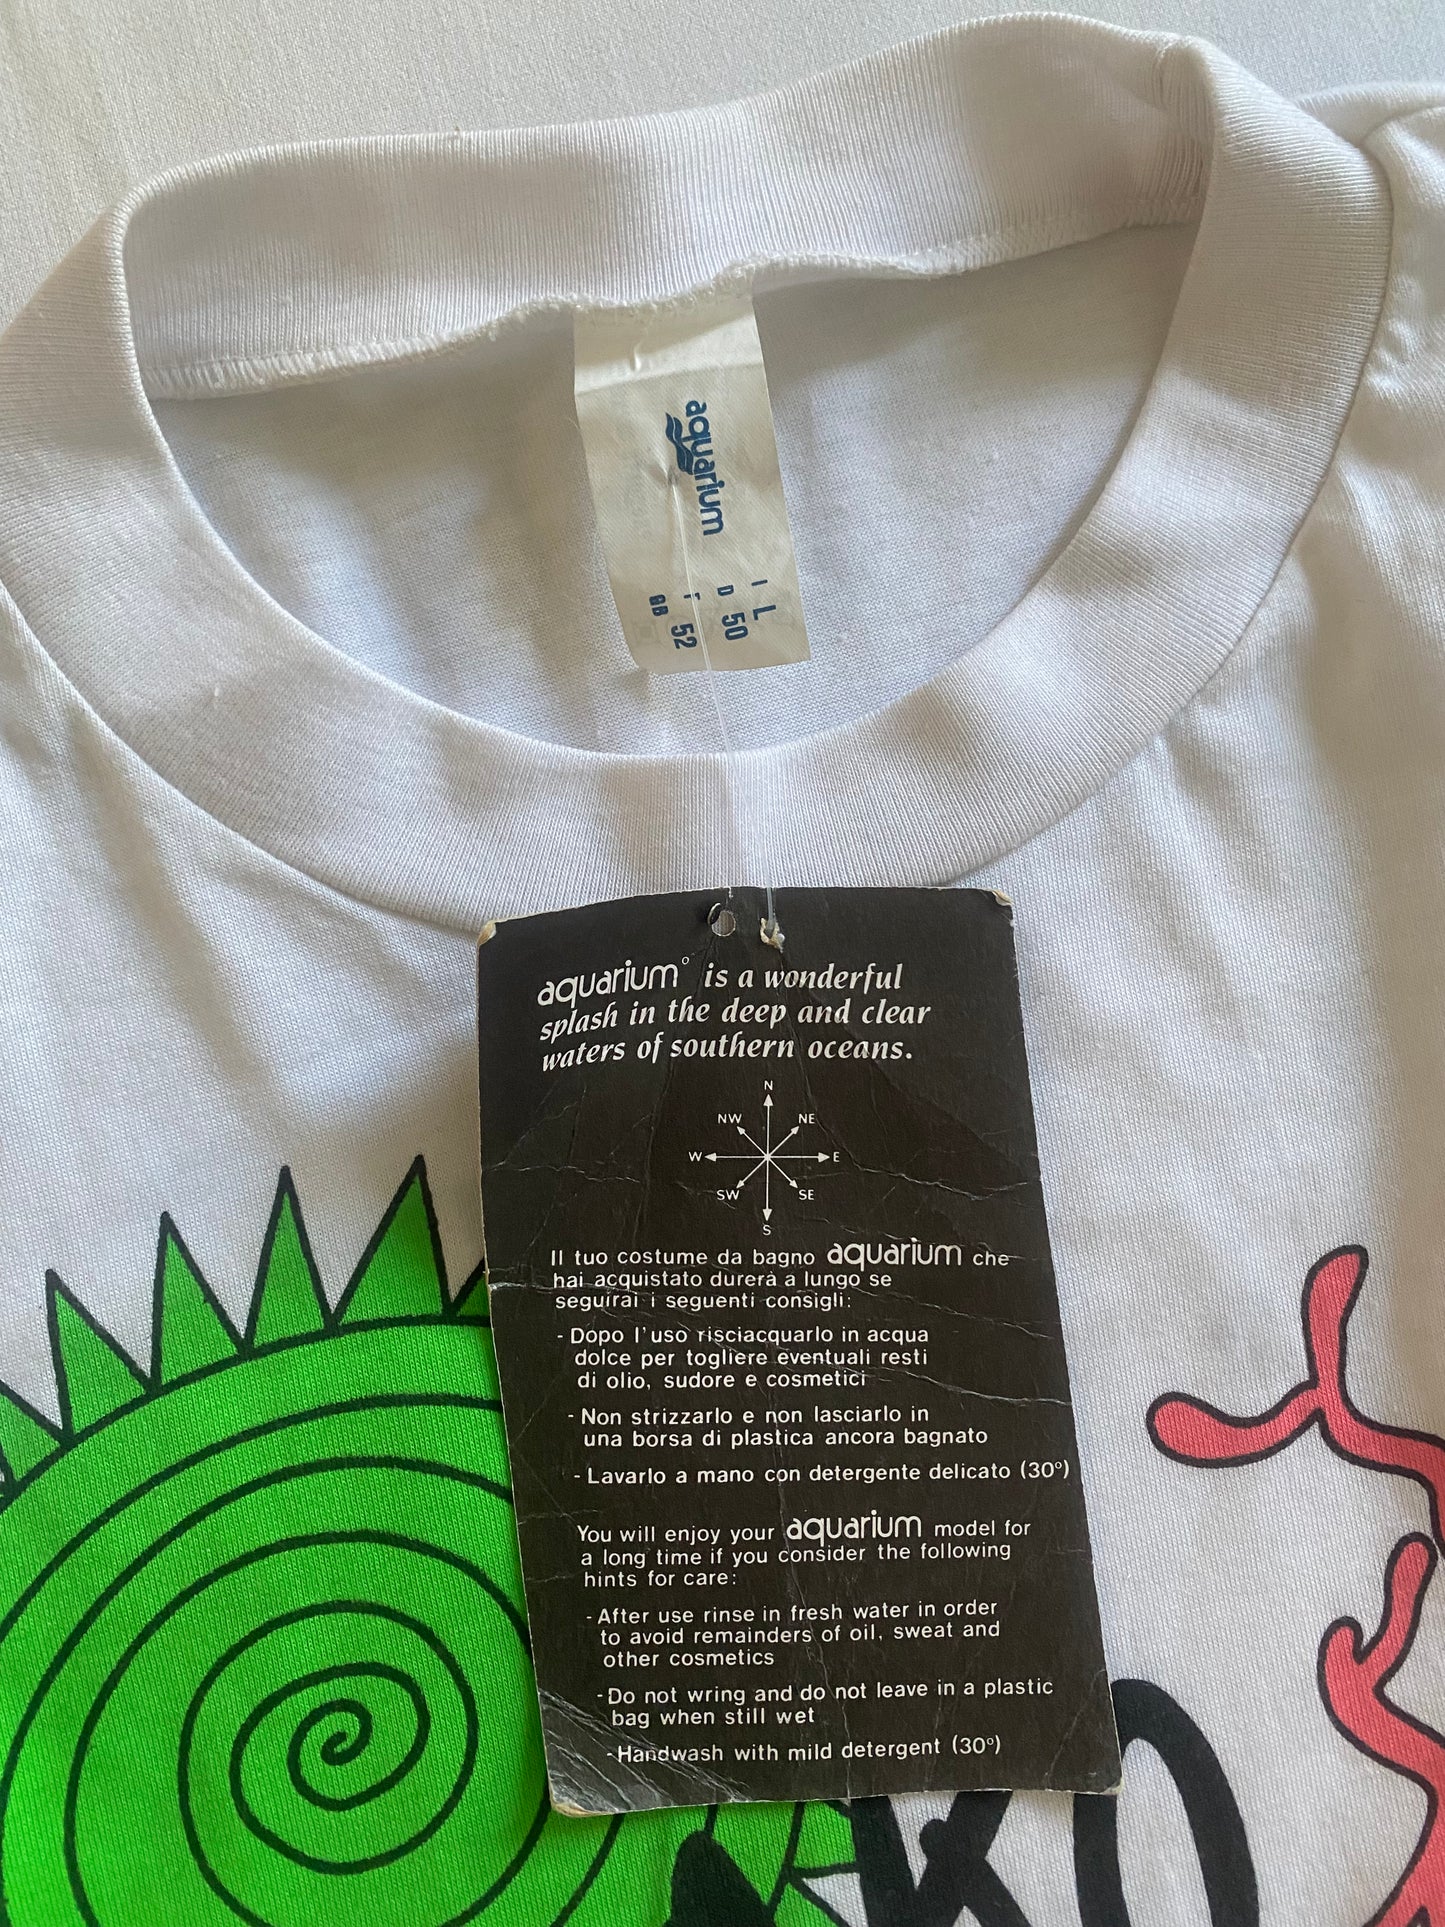 aquarium
I L
D 50
F
GB 52
aquarium° is a wonderful
splash in the deep and clear
waters of southern oceans.
N
NW NE
W E
SW SE
S
Il tuo costume da bagno aquarium che
hai acquistato durerà a lungo se
seguirai i seguenti consigli:
- Dopo l'uso risciacquarlo in acqua
dolce per togliere eventuali resti
di olio, sudore e cosmetici
- Non strizzarlo e non lasciarlo in
una borsa di plastica ancora bagnato
- Lavarlo a mano con detergente delicato (30°)
You will enjoy your aquarium model for
a long time if you consider the following
hints for care:
- After use rinse in fresh water in order
to avoid remainders of oil, sweat and
other cosmetics
- Do not wring and do not leave in a plastic
bag when still wet
- Handwash with mild detergent (30°)